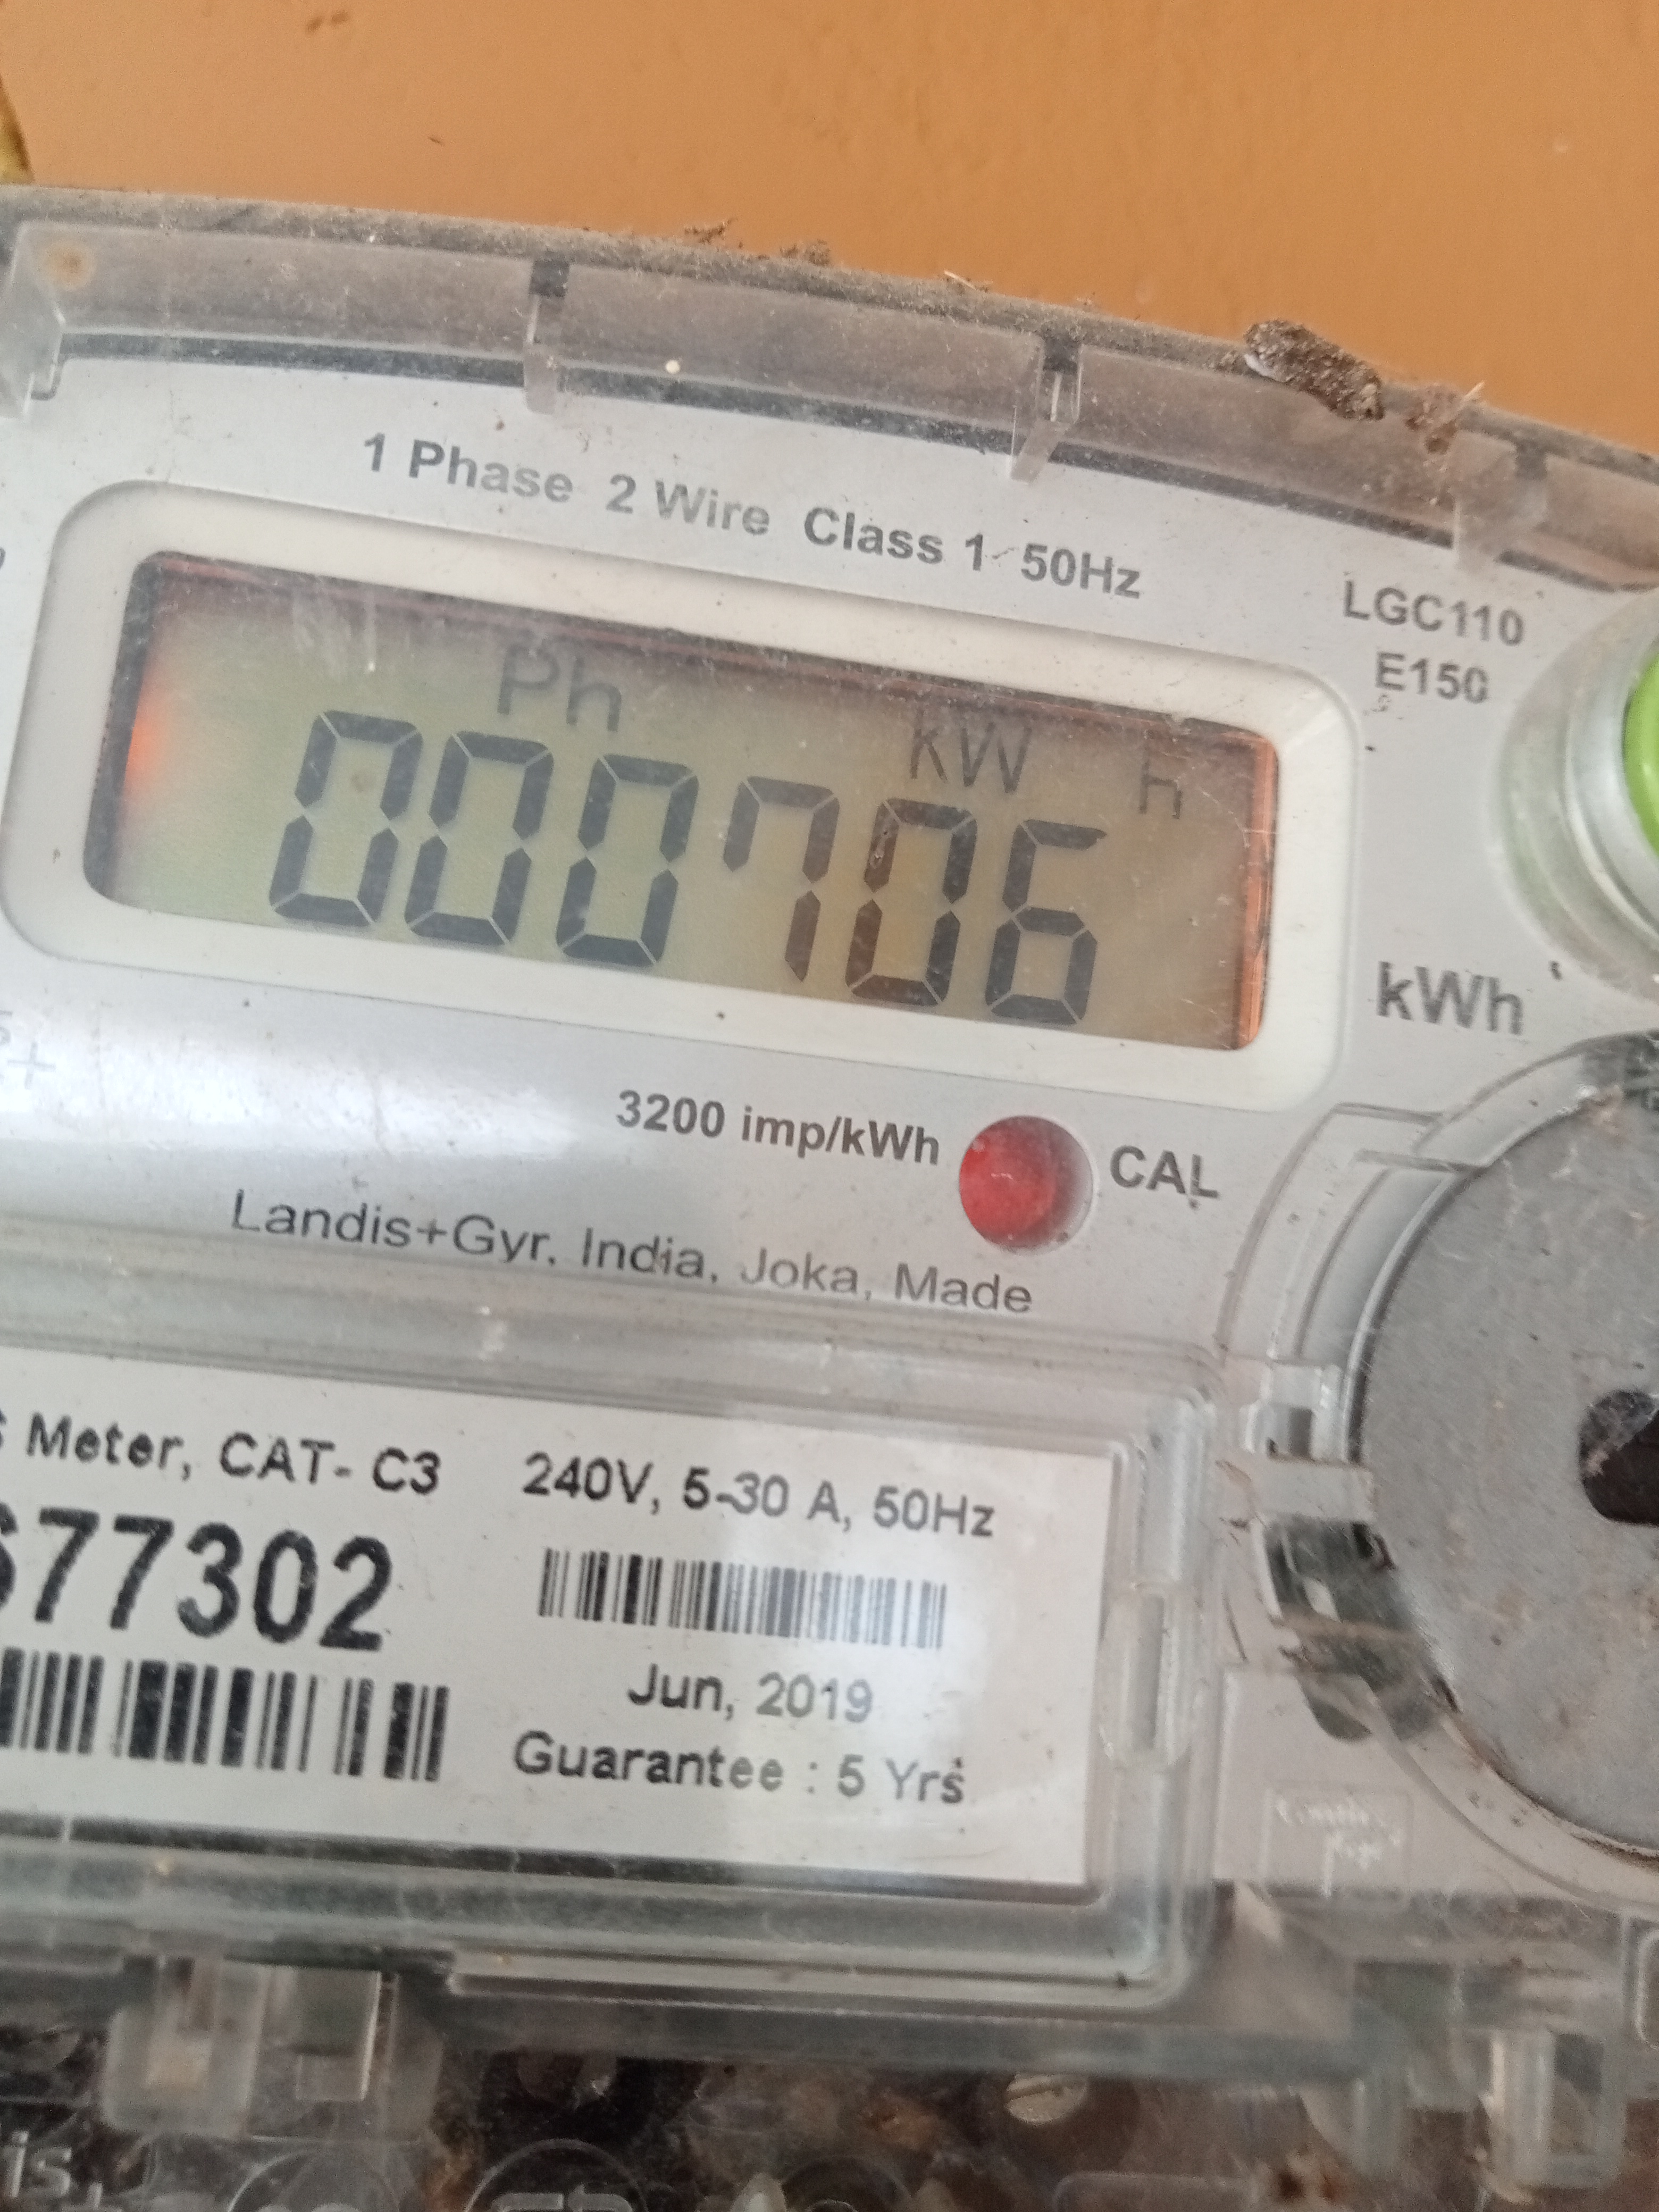 1 Phase 2 Wire Class 1 50Hz
LGC110
E150
Ph
kW h
000706
kWh
3200 imp/kWh
CAL
Landis+Gyr, India, Joka, Made
Meter, CAT- C3
240V, 5-30 A, 50Hz
677302
Jun, 2019
Guarantee : 5 Yrs